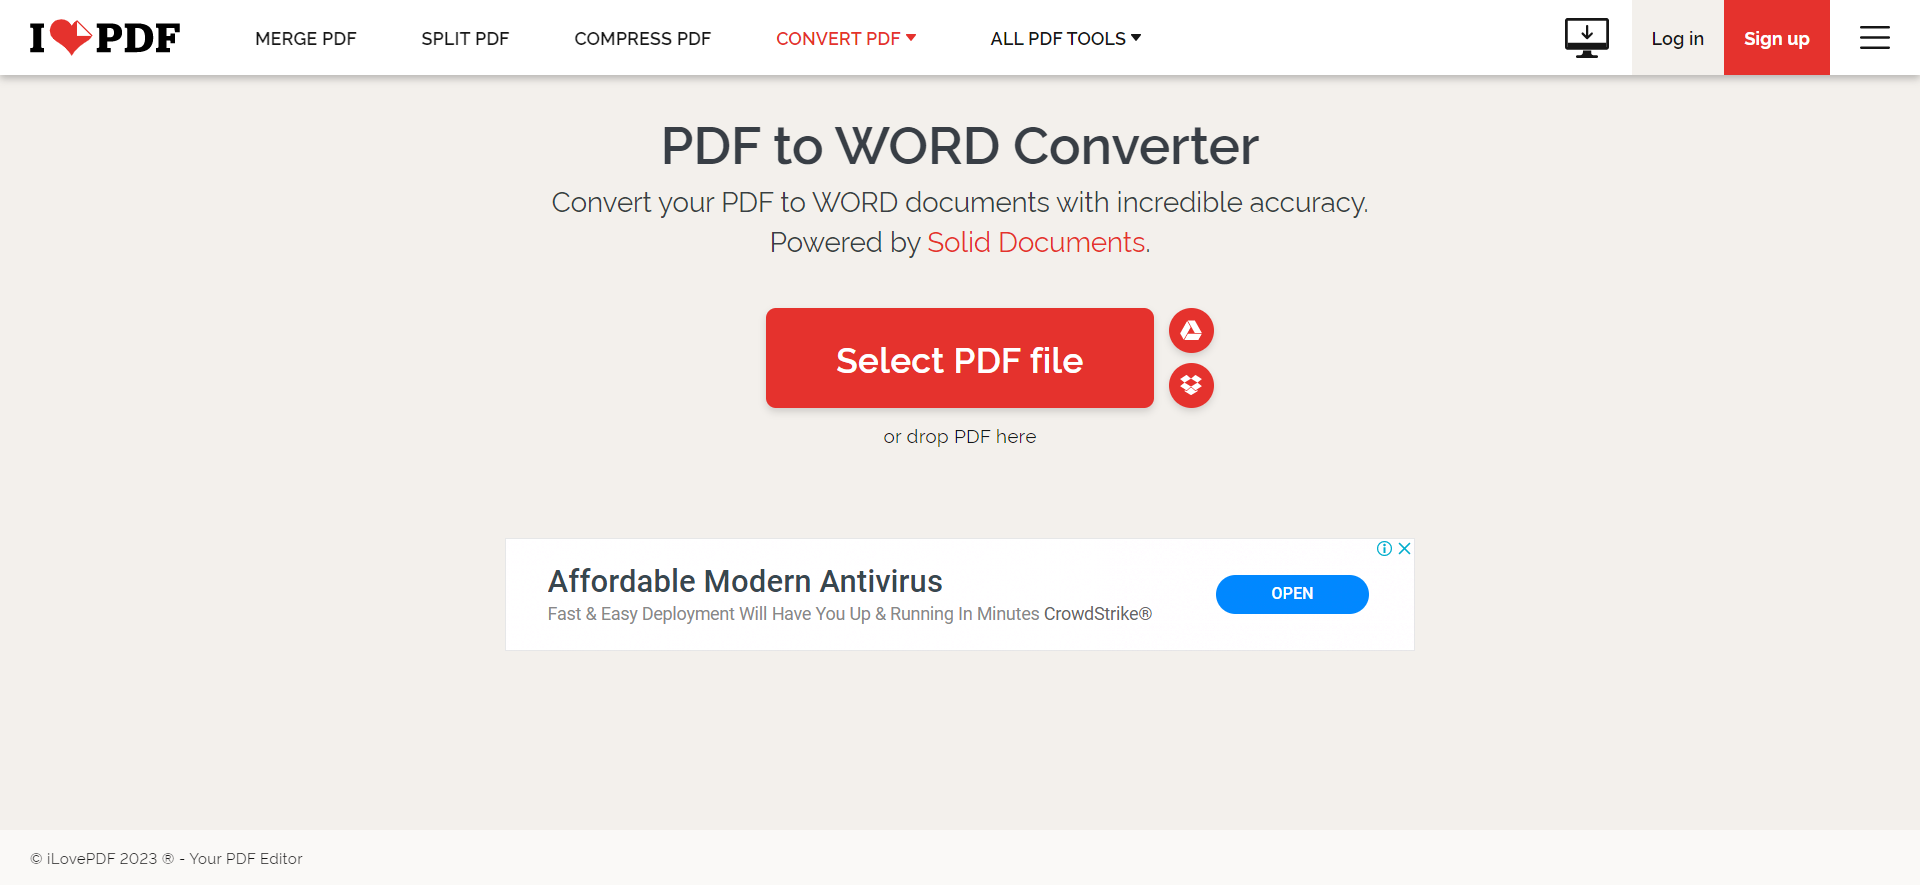 I PDF
MERGE PDF
SPLIT PDF
COMPRESS PDF
CONVERT PDF
ALL PDF TOOLS
Log in
Sign up
PDF to WORD Converter
Convert your PDF to WORD documents with incredible accuracy.
Powered by Solid Documents.
Select PDF file
or drop PDF here
Affordable Modern Antivirus
Fast & Easy Deployment Will Have You Up & Running In Minutes CrowdStrike®
OPEN
© iLovePDF 2023 ® - Your PDF Editor